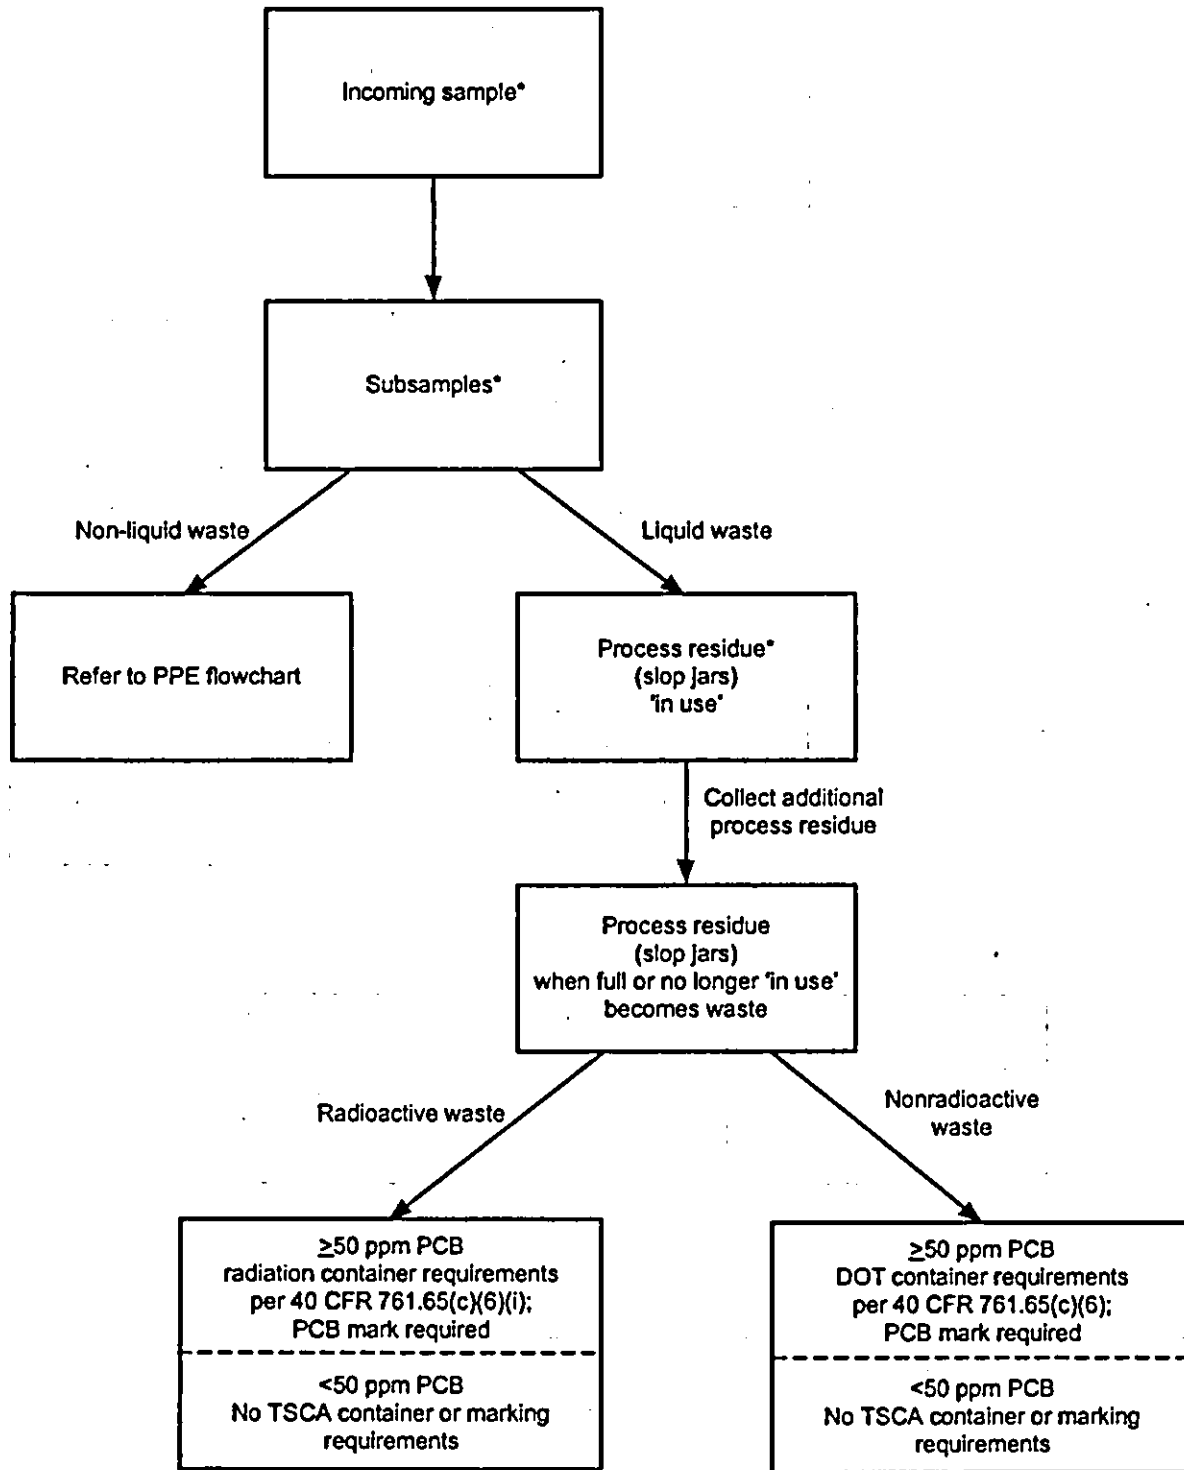 Incoming sample*
Subsamples*
Non-liquid waste
Liquid waste
Refer to PPE flowchart
Process residue*
(slop jars)
'in use'
Collect additional
process residue
Process residue
(slop jars)
when full or no longer 'in use'
becomes waste
Radioactive waste
Nonradioactive
waste
≥50 ppm PCB
radiation container requirements
per 40 CFR 761.65(c)(6)(i);
PCB mark required
<50 ppm PCB
No TSCA container or marking
requirements
≥50 ppm PCB
DOT container requirements
per 40 CFR 761.65(c)(6);
PCB mark required
<50 ppm PCB
No TSCA container or marking
requirements